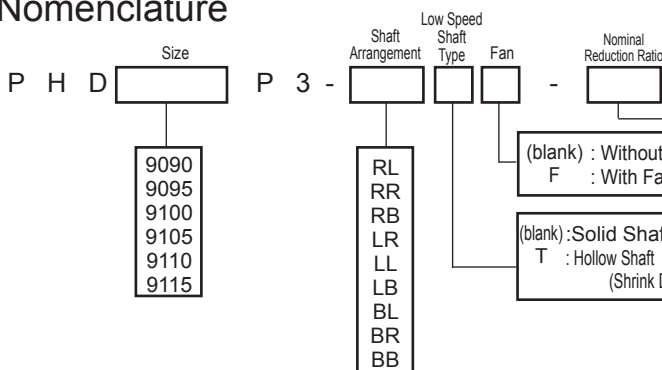 Nomenclature
Size
Shaft
Arrangement
Low Speed
Shaft
Type
Fan
Nominal
Reduction Ratio
P H D P 3 - -
9090
9095
9100
9105
9110
9115
RL
RR
RB
LR
LL
LB
BL
BR
BB
(blank) : Without
F : With Fa
(blank) : Solid Shaf
T : Hollow Shaft
(Shrink D